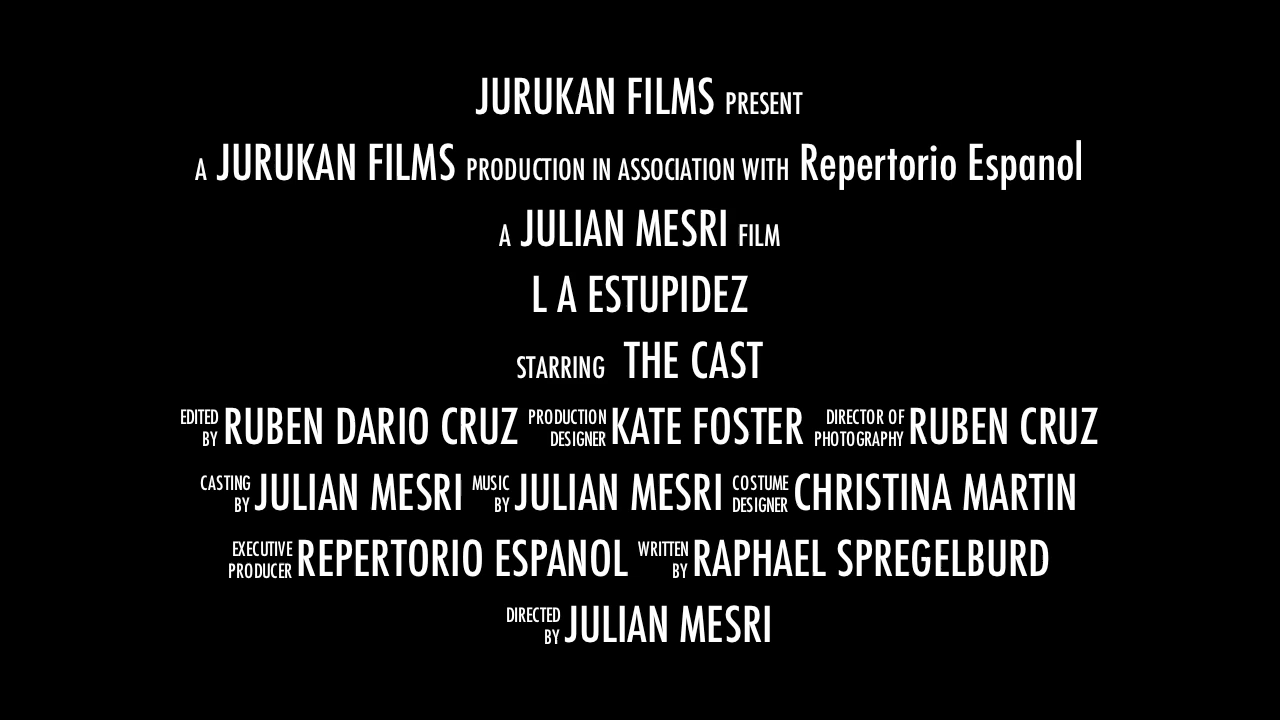 JURUKAN FILMS PRESENT
A JURUKAN FILMS PRODUCTION IN ASSOCIATION WITH Repertorio Espanol
A JULIAN MESRI FILM
L A ESTUPIDEZ
STARRING THE CAST
EDITED BY RUBEN DARIO CRUZ PRODUCTION DESIGNER KATE FOSTER DIRECTOR OF PHOTOGRAPHY RUBEN CRUZ
CASTING BY JULIAN MESRI MUSIC BY JULIAN MESRI COSTUME DESIGNER CHRISTINA MARTIN
EXECUTIVE PRODUCER REPERTORIO ESPANOL WRITTEN BY RAPHAEL SPREGELBURD
DIRECTED BY JULIAN MESRI